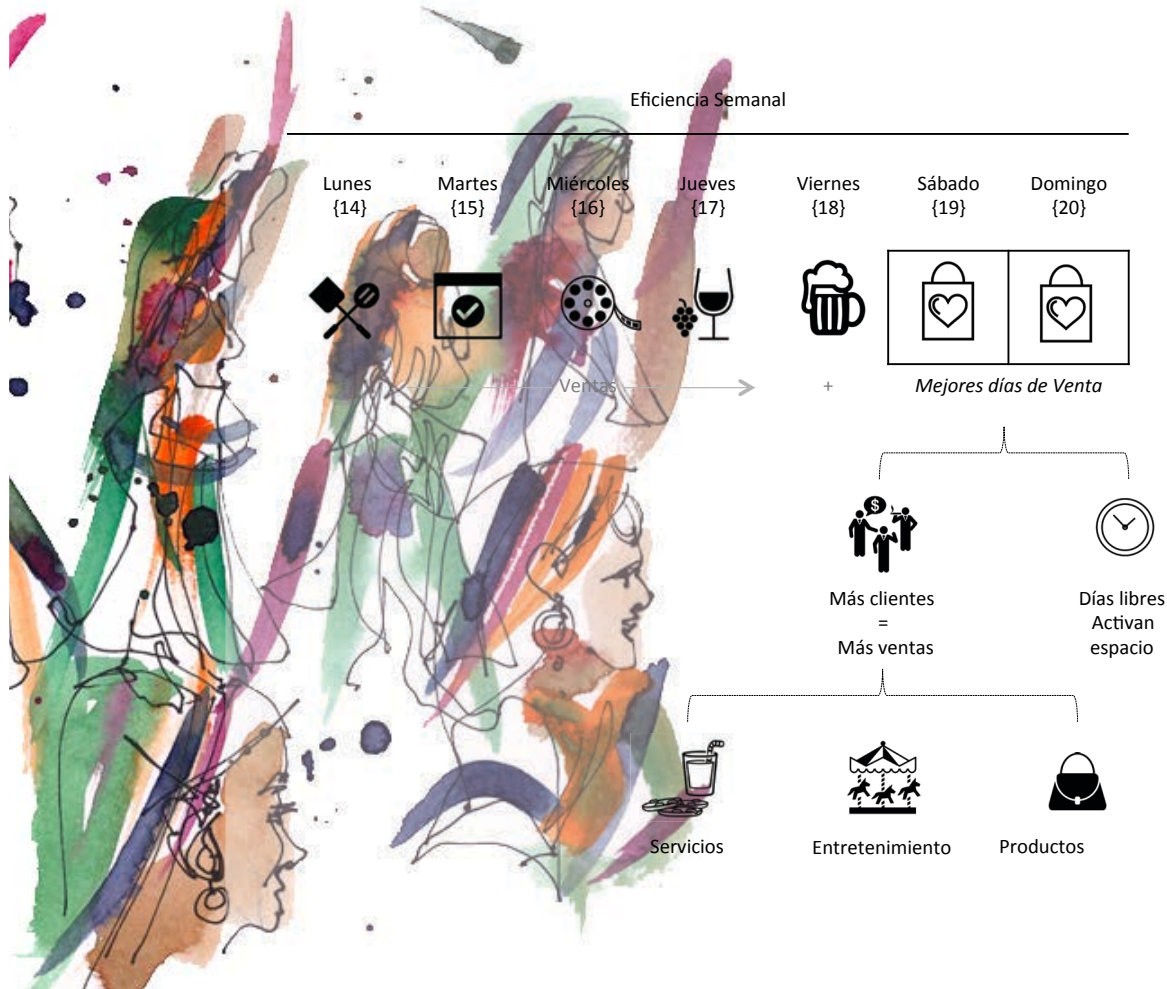 Eficiencia Semanal
Lunes Martes Miércoles Jueves Viernes Sábado Domingo
{14} {15} {16} {17} {18} {19} {20}
Ventas + Mejores días de Venta
$
Más clientes
=
Más ventas
Días libres
Activan
espacio
Servicios Entretenimiento Productos